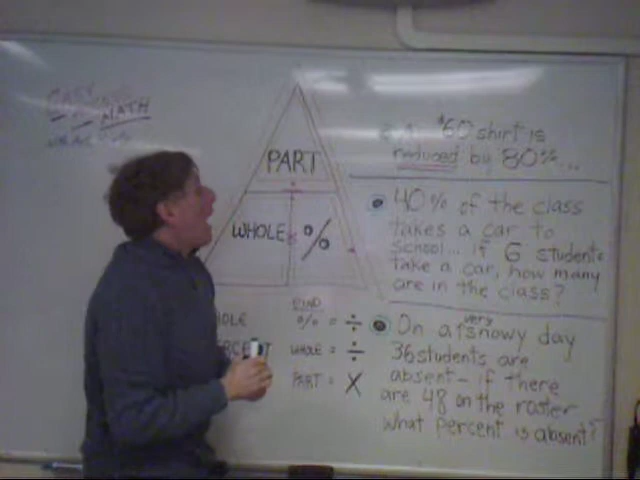 EASY
MATH
PART
WHOLE %
FIND
% = ÷
WHOLE = ÷
PART = X
$60 shirt is
reduced by 80%...
40% of the class
takes a car to
school... if 6 students
take a car, how many
are in the class?
On a very snowy day
36 students are
absent - if there
are 48 on the roster
what percent is absent?